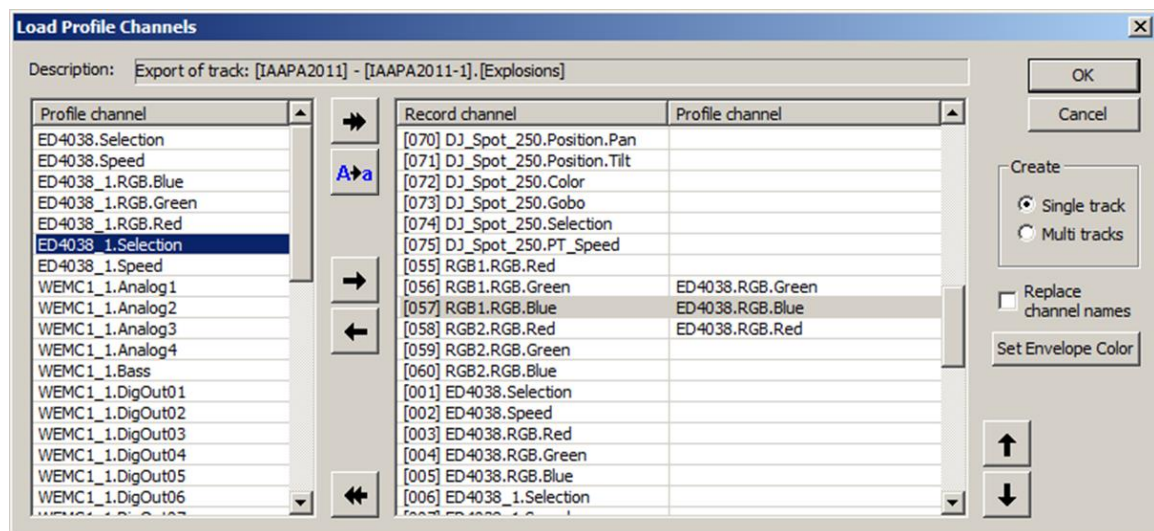 Load Profile Channels
Description: Export of track: [IAAPA2011] - [IAAPA2011-1].[Explosions]
OK
Cancel
Profile channel
ED4038.Selection
ED4038.Speed
ED4038_1.RGB.Blue
ED4038_1.RGB.Green
ED4038_1.RGB.Red
ED4038_1.Selection
ED4038_1.Speed
WEMC1_1.Analog1
WEMC1_1.Analog2
WEMC1_1.Analog3
WEMC1_1.Analog4
WEMC1_1.Bass
WEMC1_1.DigOut01
WEMC1_1.DigOut02
WEMC1_1.DigOut03
WEMC1_1.DigOut04
WEMC1_1.DigOut05
WEMC1_1.DigOut06
A a
Record channel Profile channel
[070] DJ_Spot_250.Position.Pan
[071] DJ_Spot_250.Position.Tilt
[072] DJ_Spot_250.Color
[073] DJ_Spot_250.Gobo
[074] DJ_Spot_250.Selection
[075] DJ_Spot_250.PT_Speed
[055] RGB1.RGB.Red
[056] RGB1.RGB.Green ED4038.RGB.Green
[057] RGB1.RGB.Blue ED4038.RGB.Blue
[058] RGB2.RGB.Red ED4038.RGB.Red
[059] RGB2.RGB.Green
[060] RGB2.RGB.Blue
[001] ED4038.Selection
[002] ED4038.Speed
[003] ED4038.RGB.Red
[004] ED4038.RGB.Green
[005] ED4038.RGB.Blue
[006] ED4038_1.Selection
Create
Single track
Multi tracks
Replace
channel names
Set Envelope Color